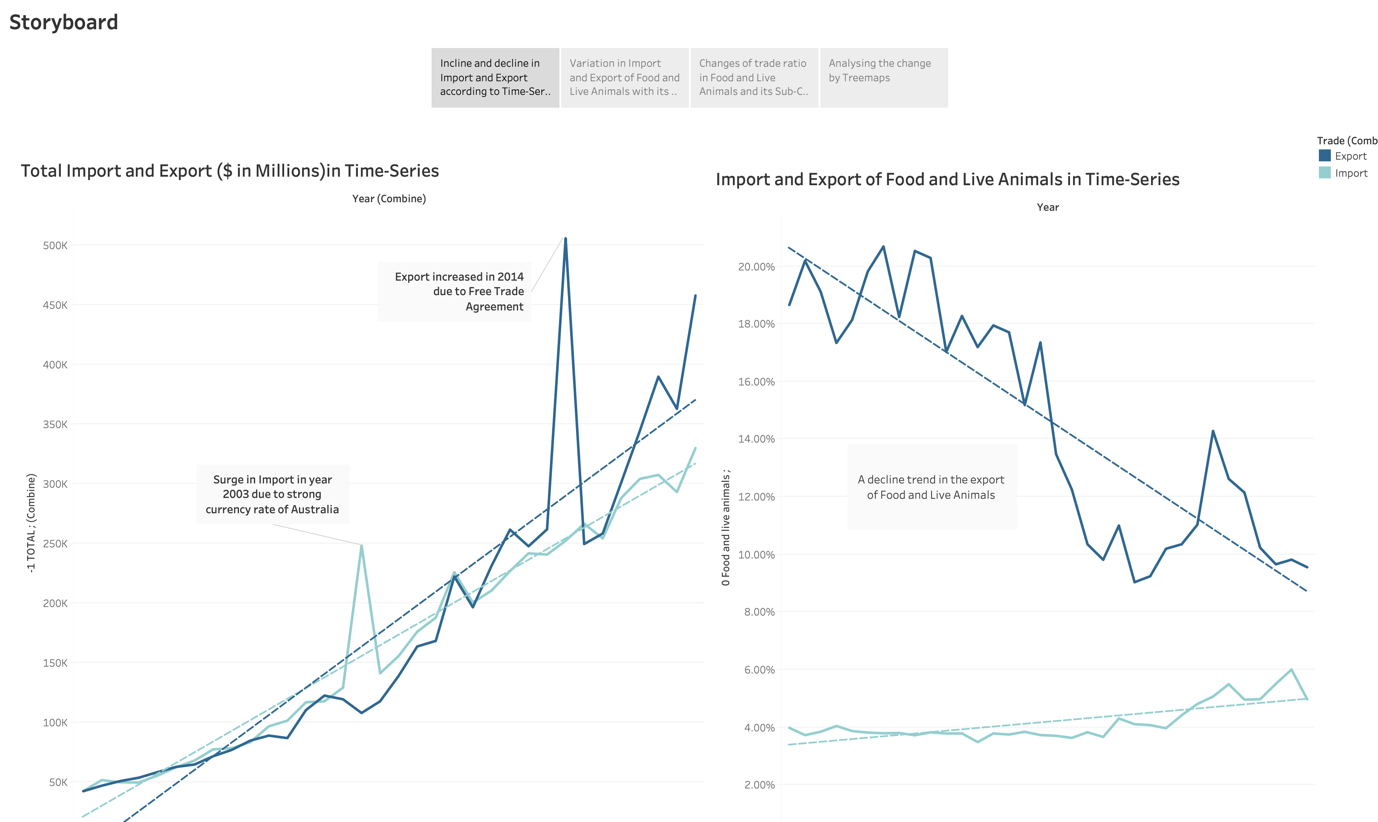 Storyboard
Incline and decline in
Import and Export
according to Time-Ser..
Variation in Import
and Export of Food and
Live Animals with its ..
Changes of trade ratio
in Food and Live
Animals and its Sub-C..
Analysing the change
by Treemaps
Trade (Comb
Export
Import
Total Import and Export ($ in Millions)in Time-Series
Year (Combine)
-1 TOTAL ; (Combine)
500K
450K
400K
350K
300K
250K
200K
150K
100K
50K
Export increased in 2014
due to Free Trade
Agreement
Surge in Import in year
2003 due to strong
currency rate of Australia
Import and Export of Food and Live Animals in Time-Series
Year
0 Food and live animals ;
20.00%
18.00%
16.00%
14.00%
12.00%
10.00%
8.00%
6.00%
4.00%
2.00%
A decline trend in the export
of Food and Live Animals